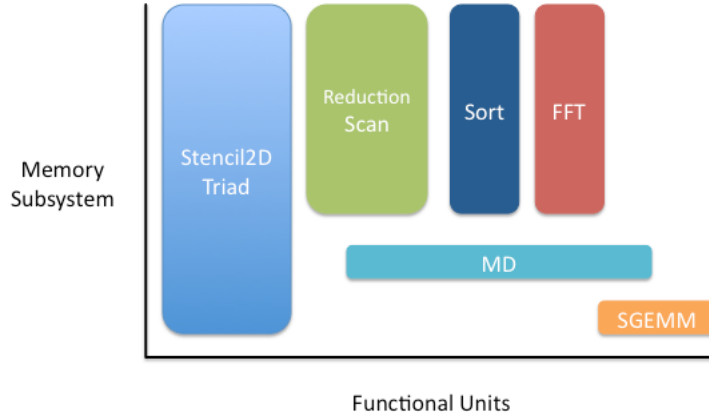 Memory
Subsystem
Stencil2D
Triad
Reduction
Scan
Sort
FFT
MD
SGEMM
Functional Units